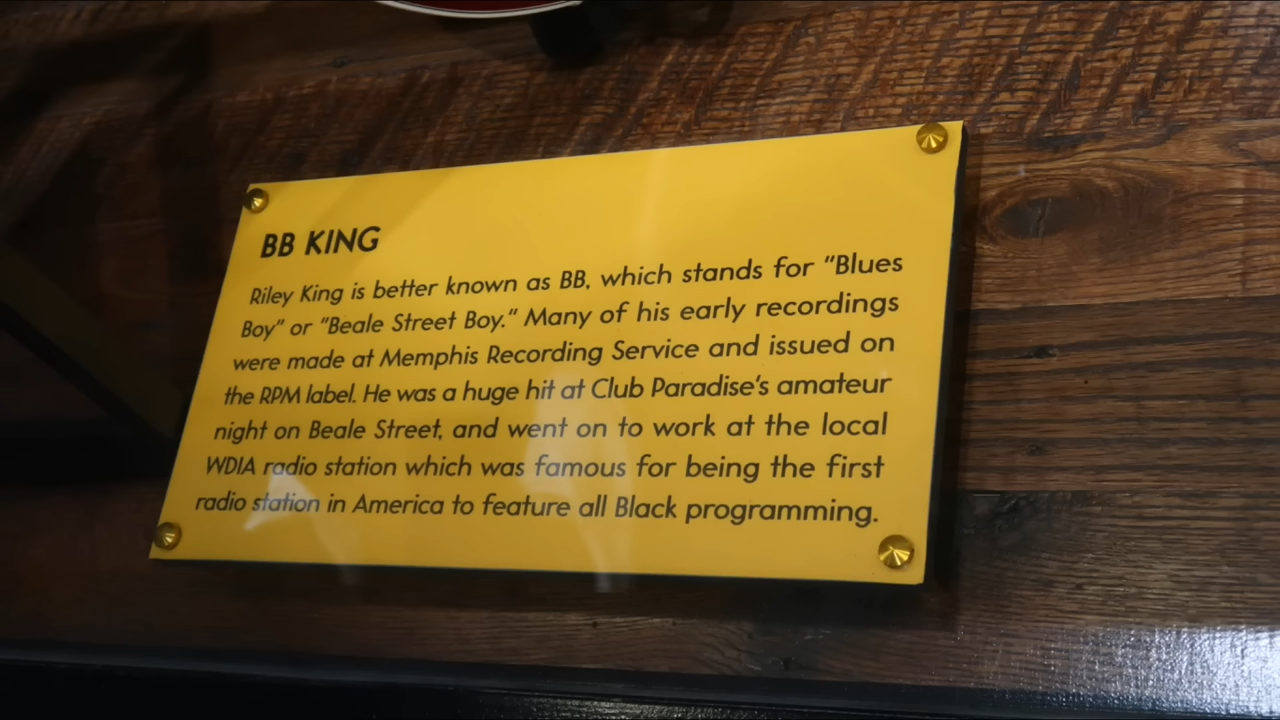 BB KING
Riley King is better known as BB, which stands for "Blues
Boy" or "Beale Street Boy." Many of his early recordings
were made at Memphis Recording Service and issued on
the RPM label. He was a huge hit at Club Paradise's amateur
night on Beale Street, and went on to work at the local
WDIA radio station which was famous for being the first
radio station in America to feature all Black programming.